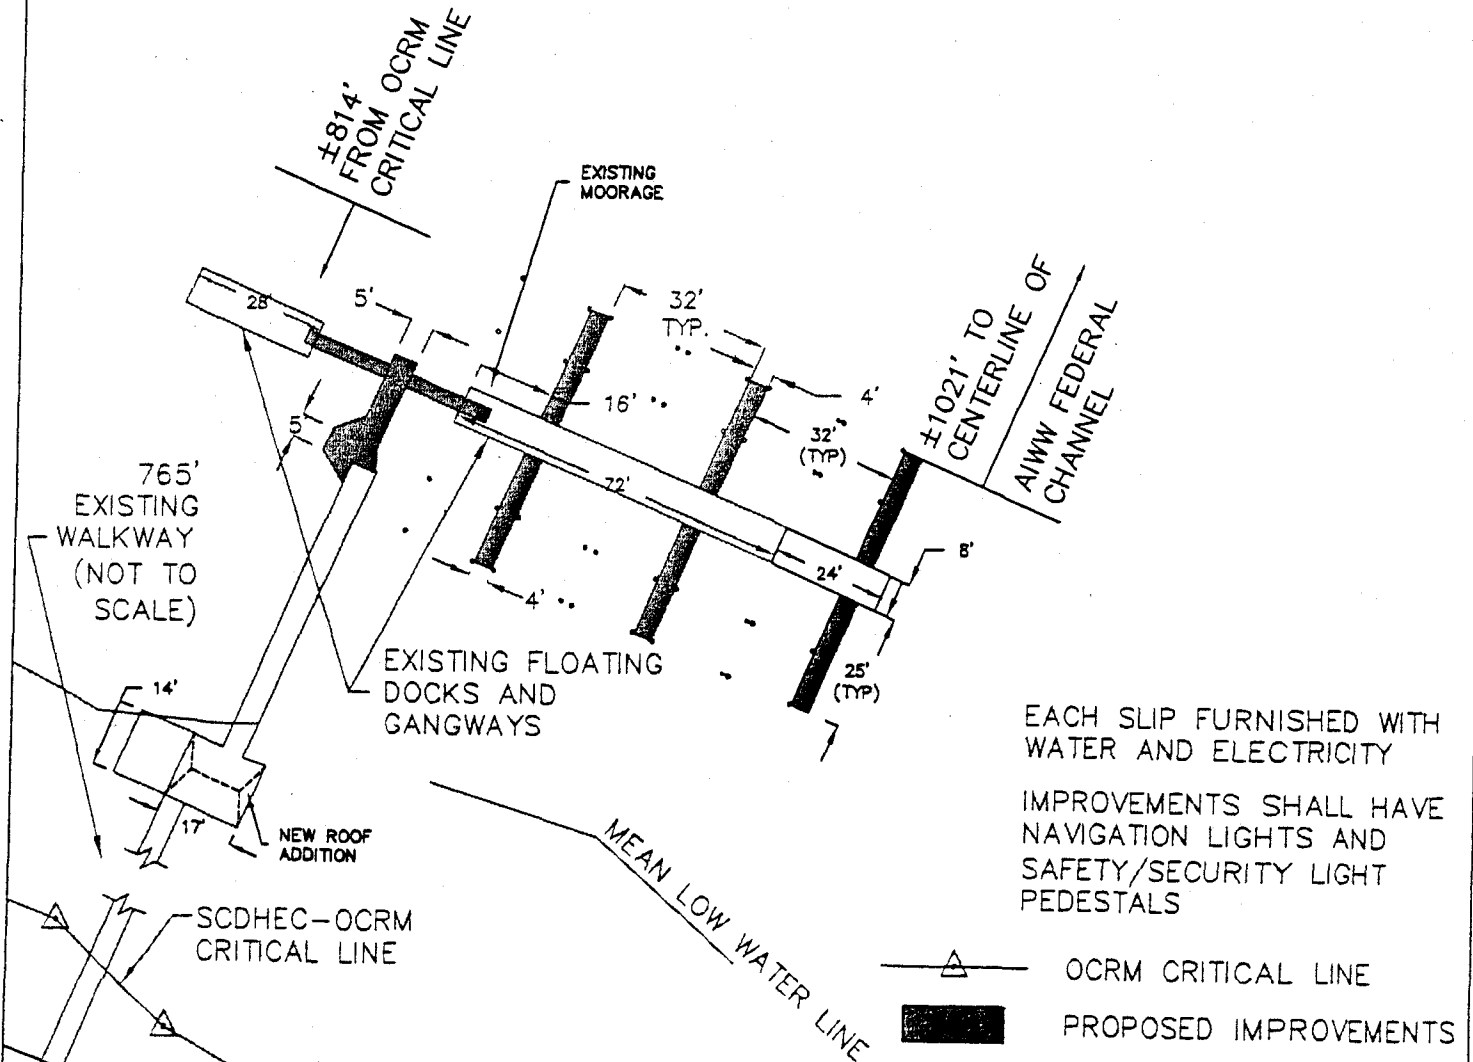 ±814'
FROM OCRM
CRITICAL LINE
EXISTING
MOORAGE
28'
5'
32'
TYP.
16'
4'
32'
(TYP)
±1021' TO
CENTERLINE OF
AIWW FEDERAL
CHANNEL
5'
72'
765'
EXISTING
WALKWAY
(NOT TO
SCALE)
24'
8'
4'
EXISTING FLOATING
DOCKS AND
GANGWAYS
25'
(TYP)
14'
17'
NEW ROOF
ADDITION
EACH SLIP FURNISHED WITH
WATER AND ELECTRICITY
IMPROVEMENTS SHALL HAVE
NAVIGATION LIGHTS AND
SAFETY/SECURITY LIGHT
PEDESTALS
MEAN LOW WATER LINE
SCDHEC-OCRM
CRITICAL LINE
OCRM CRITICAL LINE
PROPOSED IMPROVEMENTS